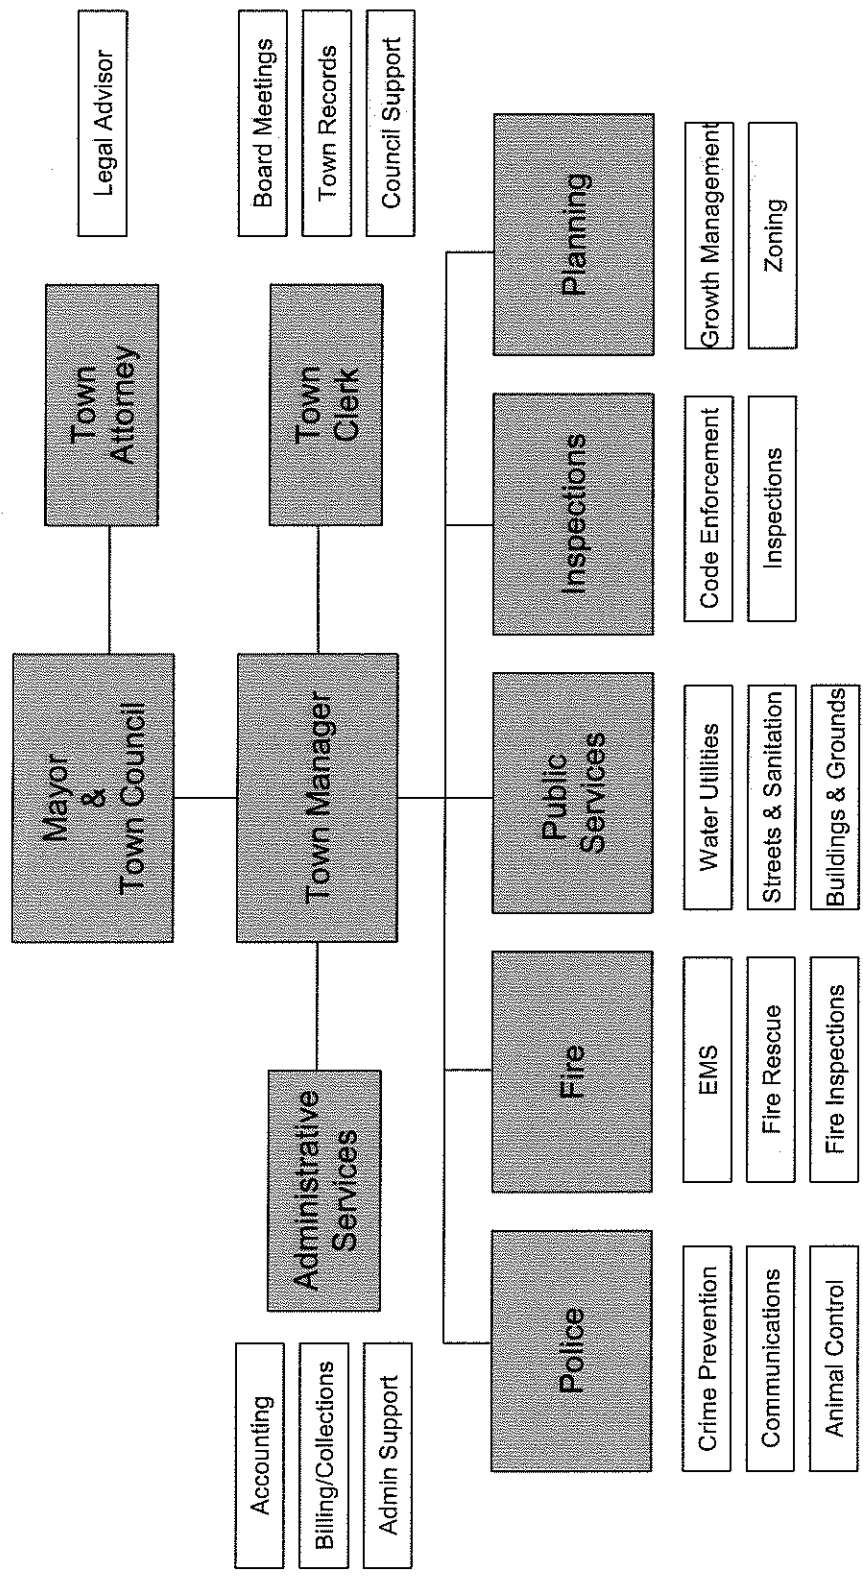 Mayor
&
Town Council
Town
Attorney
Legal Advisor
Administrative
Services
Accounting
Billing/Collections
Admin Support
Town Manager
Town
Clerk
Board Meetings
Town Records
Council Support
Police
Crime Prevention
Communications
Animal Control
Fire
EMS
Fire Rescue
Fire Inspections
Public
Services
Water Utilities
Streets & Sanitation
Buildings & Grounds
Inspections
Code Enforcement
Inspections
Planning
Growth Management
Zoning